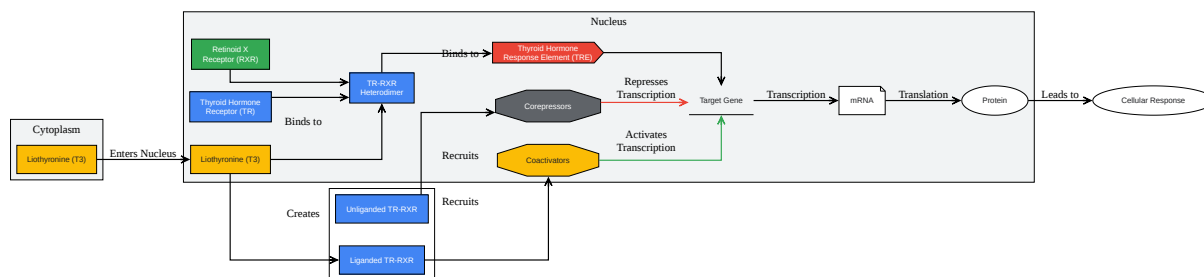 Nucleus
Retinoid X
Receptor (RXR)
Thyroid Hormone
Receptor (TR)
Binds to
TR-RXR
Heterodimer
Binds to
Thyroid Hormone
Response Element (TRE)
Represses
Transcription
Corepressors
Target Gene
Transcription
mRNA
Translation
Protein
Leads to
Cellular Response
Cytoplasm
Liothyronine (T3)
Enters Nucleus
Liothyronine (T3)
Recruits
Coactivators
Activates
Transcription
Creates
Unliganded TR-RXR
Recruits
Liganded TR-RXR